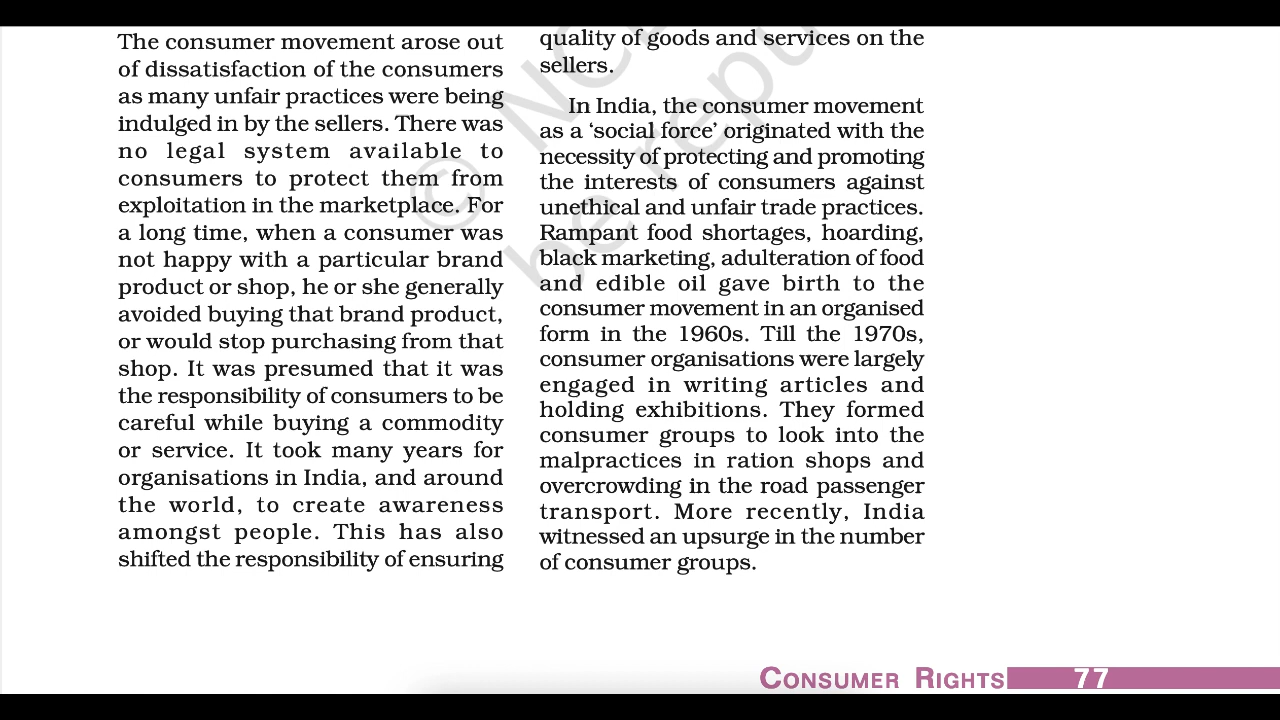 The consumer movement arose out
of dissatisfaction of the consumers
as many unfair practices were being
indulged in by the sellers. There was
no legal system available to
consumers to protect them from
exploitation in the marketplace. For
a long time, when a consumer was
not happy with a particular brand
product or shop, he or she generally
avoided buying that brand product,
or would stop purchasing from that
shop. It was presumed that it was
the responsibility of consumers to be
careful while buying a commodity
or service. It took many years for
organisations in India, and around
the world, to create awareness
amongst people. This has also
shifted the responsibility of ensuring
quality of goods and services on the
sellers.
In India, the consumer movement
as a ‘social force’ originated with the
necessity of protecting and promoting
the interests of consumers against
unethical and unfair trade practices.
Rampant food shortages, hoarding,
black marketing, adulteration of food
and edible oil gave birth to the
consumer movement in an organised
form in the 1960s. Till the 1970s,
consumer organisations were largely
engaged in writing articles and
holding exhibitions. They formed
consumer groups to look into the
malpractices in ration shops and
overcrowding in the road passenger
transport. More recently, India
witnessed an upsurge in the number
of consumer groups.
©
be
CONSUMER RIGHTS 77